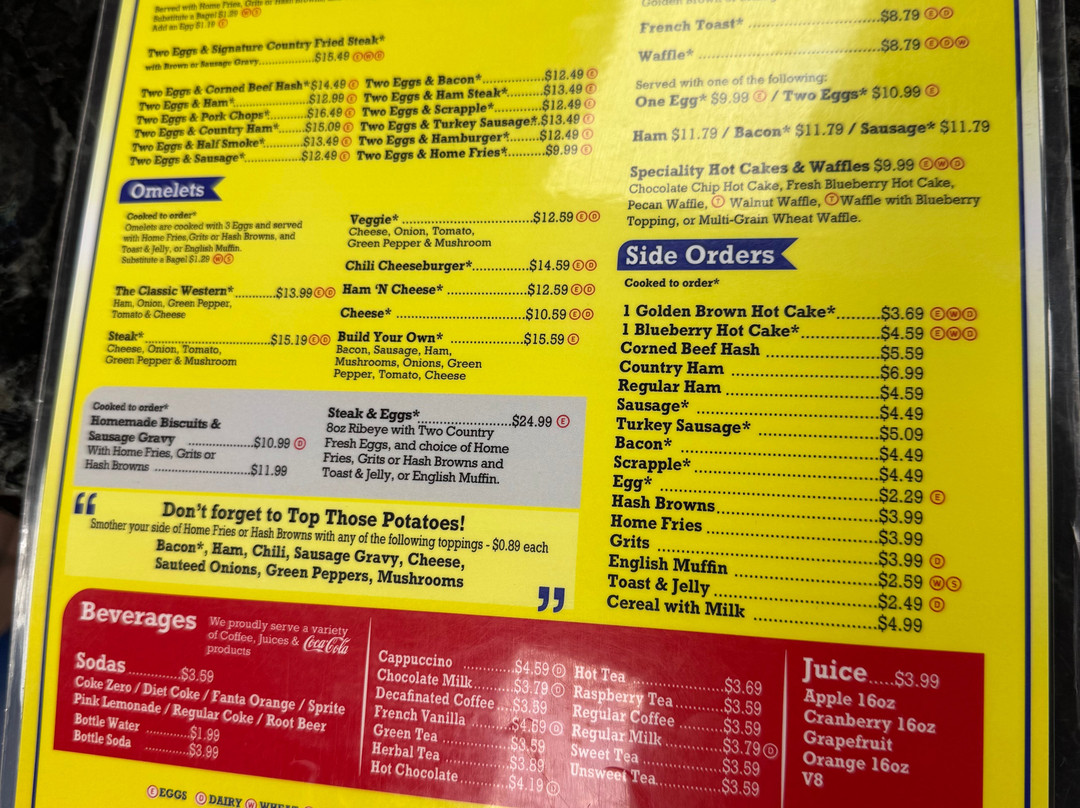 Served with Home Fries, Grits or Hash Browns
Substitute a Bagel $1.29 Ⓦ Ⓢ
Add an Egg $1.19 Ⓔ
Two Eggs & Signature Country Fried Steak*
with Brown or Sausage Gravy..............$15.49 ⒺⓌⒺ
Two Eggs & Corned Beef Hash*$14.49 Ⓔ
Two Eggs & Ham*..............$12.99 Ⓔ
Two Eggs & Pork Chops*.........$16.49 Ⓔ
Two Eggs & Country Ham*.......$15.09 Ⓔ
Two Eggs & Half Smoke*.........$13.49 Ⓔ
Two Eggs & Sausage*..............$12.49 Ⓔ
Two Eggs & Bacon*..............$12.49 Ⓔ
Two Eggs & Ham Steak*.........$13.49 Ⓔ
Two Eggs & Scrapple*............$12.49 Ⓔ
Two Eggs & Turkey Sausage*.$13.49 Ⓔ
Two Eggs & Hamburger*........$12.49 Ⓔ
Two Eggs & Home Fries*.........$9.99 Ⓔ
Omelets
Cooked to order*
Omelets are cooked with 3 Eggs and served
with Home Fries,Grits or Hash Browns, and
Toast & Jelly, or English Muffin.
Substitute a Bagel $1.29 Ⓦ Ⓢ
The Classic Western*.........$13.99 Ⓔ Ⓓ
Ham, Onion, Green Pepper,
Tomato & Cheese
Steak*..............................$15.19 Ⓔ Ⓓ
Cheese, Onion, Tomato,
Green Pepper & Mushroom
Veggie*..............................$12.59 Ⓔ Ⓓ
Cheese, Onion, Tomato,
Green Pepper & Mushroom
Chili Cheeseburger*..............$14.59 Ⓔ Ⓓ
Ham 'N Cheese*..................$12.59 Ⓔ Ⓓ
Cheese*..............................$10.59 Ⓔ Ⓓ
Build Your Own*..................$15.59 Ⓔ
Bacon, Sausage, Ham,
Mushrooms, Onions, Green
Pepper, Tomato, Cheese
Cooked to order*
Homemade Biscuits &
Sausage Gravy ................$10.99 Ⓓ
With Home Fries, Grits or
Hash Browns ........................$11.99
Steak & Eggs*........................$24.99 Ⓔ
8oz Ribeye with Two Country
Fresh Eggs, and choice of Home
Fries, Grits or Hash Browns and
Toast & Jelly, or English Muffin.
“ Don't forget to Top Those Potatoes!
Smother your side of Home Fries or Hash Browns with any of the following toppings - $0.89 each
Bacon*, Ham, Chili, Sausage Gravy, Cheese,
Sauteed Onions, Green Peppers, Mushrooms ”
French Toast* ..............................$8.79 Ⓔ Ⓓ
Waffle* ........................................$8.79 Ⓔ Ⓓ Ⓦ
Served with one of the following:
One Egg* $9.99 Ⓔ / Two Eggs* $10.99 Ⓔ
Ham $11.79 / Bacon* $11.79 / Sausage* $11.79
Speciality Hot Cakes & Waffles $9.99 Ⓔ Ⓦ Ⓓ
Chocolate Chip Hot Cake, Fresh Blueberry Hot Cake,
Pecan Waffle, Ⓣ Walnut Waffle, Ⓣ Waffle with Blueberry
Topping, or Multi-Grain Wheat Waffle.
Side Orders
Cooked to order*
1 Golden Brown Hot Cake*........$3.69 Ⓔ Ⓦ Ⓓ
1 Blueberry Hot Cake*..............$4.59 Ⓔ Ⓦ Ⓓ
Corned Beef Hash ....................$5.59
Country Ham ..........................$6.99
Regular Ham ..........................$4.59
Sausage* ................................$4.49
Turkey Sausage* ......................$5.09
Bacon*....................................$4.49
Scrapple*................................$4.49
Egg* ......................................$2.29 Ⓔ
Hash Browns............................$3.99
Home Fries ..............................$3.99
Grits ......................................$3.99 Ⓓ
English Muffin ........................$2.59 Ⓦ Ⓢ
Toast & Jelly ............................$2.49 Ⓓ
Cereal with Milk ......................$4.99
Beverages
We proudly serve a variety
of Coffee, Juices & Coca-Cola
products
Sodas..............$3.59
Coke Zero / Diet Coke / Fanta Orange / Sprite
Pink Lemonade / Regular Coke / Root Beer
Bottle Water ............$1.99
Bottle Soda ............$3.99
Cappuccino ............$4.59 Ⓓ
Chocolate Milk.........$3.79 Ⓓ
Decafinated Coffee ...$3.59
French Vanilla .........$4.69 Ⓓ
Green Tea ...............$3.59
Herbal Tea ..............$3.89
Hot Chocolate..........$4.19 Ⓓ
Hot Tea ..................$3.69
Raspberry Tea..........$3.59
Regular Coffee .........$3.59
Regular Milk............$3.79 Ⓓ
Sweet Tea ...............$3.59
Unsweet Tea............$3.59
Juice.....$3.99
Apple 16oz
Cranberry 16oz
Grapefruit
Orange 16oz
V8
Ⓔ EGGS Ⓓ DAIRY Ⓦ WHEAT